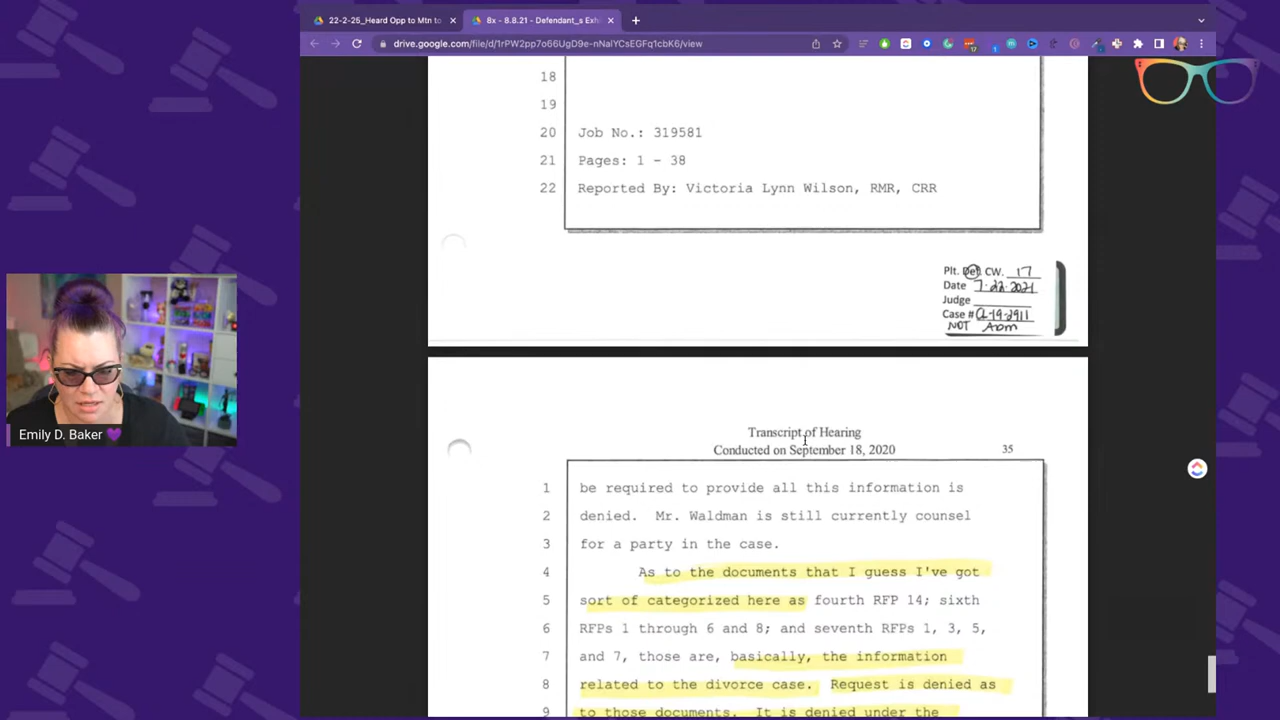 22-2-25_Heard Opp to Mtn to
8x - 8.8.21 - Defendant_s Exhi
drive.google.com/file/d/1rPW2pp7o66UgD9e-nNaIYCsEGFq1cbK6/view
18
19
20 Job No.: 319581
21 Pages: 1 - 38
22 Reported By: Victoria Lynn Wilson, RMR, CRR
Plt. Def CW. 17
Date 7-22-2021
Judge
Case # CL-19-2911
NOT Adm
Transcript of Hearing
Conducted on September 18, 2020 35
1 be required to provide all this information is
2 denied. Mr. Waldman is still currently counsel
3 for a party in the case.
4 As to the documents that I guess I've got
5 sort of categorized here as fourth RFP 14; sixth
6 RFPs 1 through 6 and 8; and seventh RFPs 1, 3, 5,
7 and 7, those are, basically, the information
8 related to the divorce case. Request is denied as
9 to those documents. It is denied under the
Emily D. Baker 💜